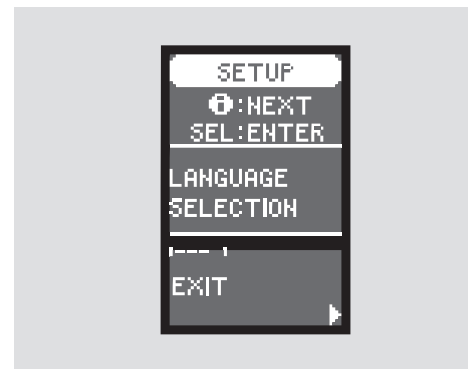 SETUP
i:NEXT
SEL:ENTER
LANGUAGE
SELECTION
EXIT